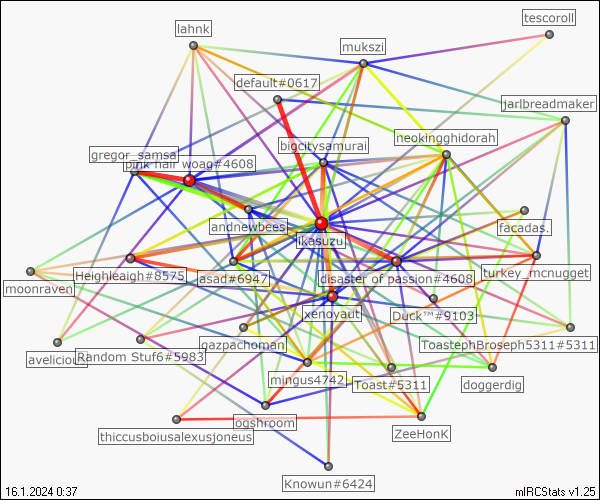 tescoroll
lahnk
mukszi
default#0617
jarlbreadmaker
neokingghidorah
bigcitysamurai
gregor_samsa
pink hair woag#4608
andnewbees
facadas.
ikasuzu
Heighleaigh#8575
asad#6947
disaster of passion#4608
turkey_mcnugget
moonraven
xenoyaut
Duck™#9103
qazpachoman
ToastephBroseph5311#5311
avelicious
Random Stuf6#5983
mingus4742
Toast#5311
doggerdig
ogshroom
thiccusboiusalexusjoneus
ZeeHonK
Knowun#6424
16.1.2024 0:37
mIRCStats v1.25